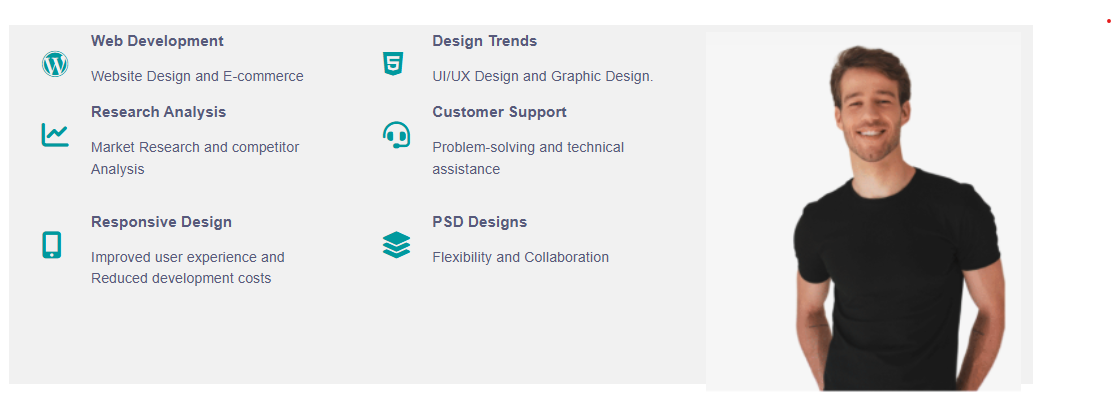 Web Development
Website Design and E-commerce
Design Trends
UI/UX Design and Graphic Design.
Research Analysis
Market Research and competitor
Analysis
Customer Support
Problem-solving and technical
assistance
Responsive Design
Improved user experience and
Reduced development costs
PSD Designs
Flexibility and Collaboration